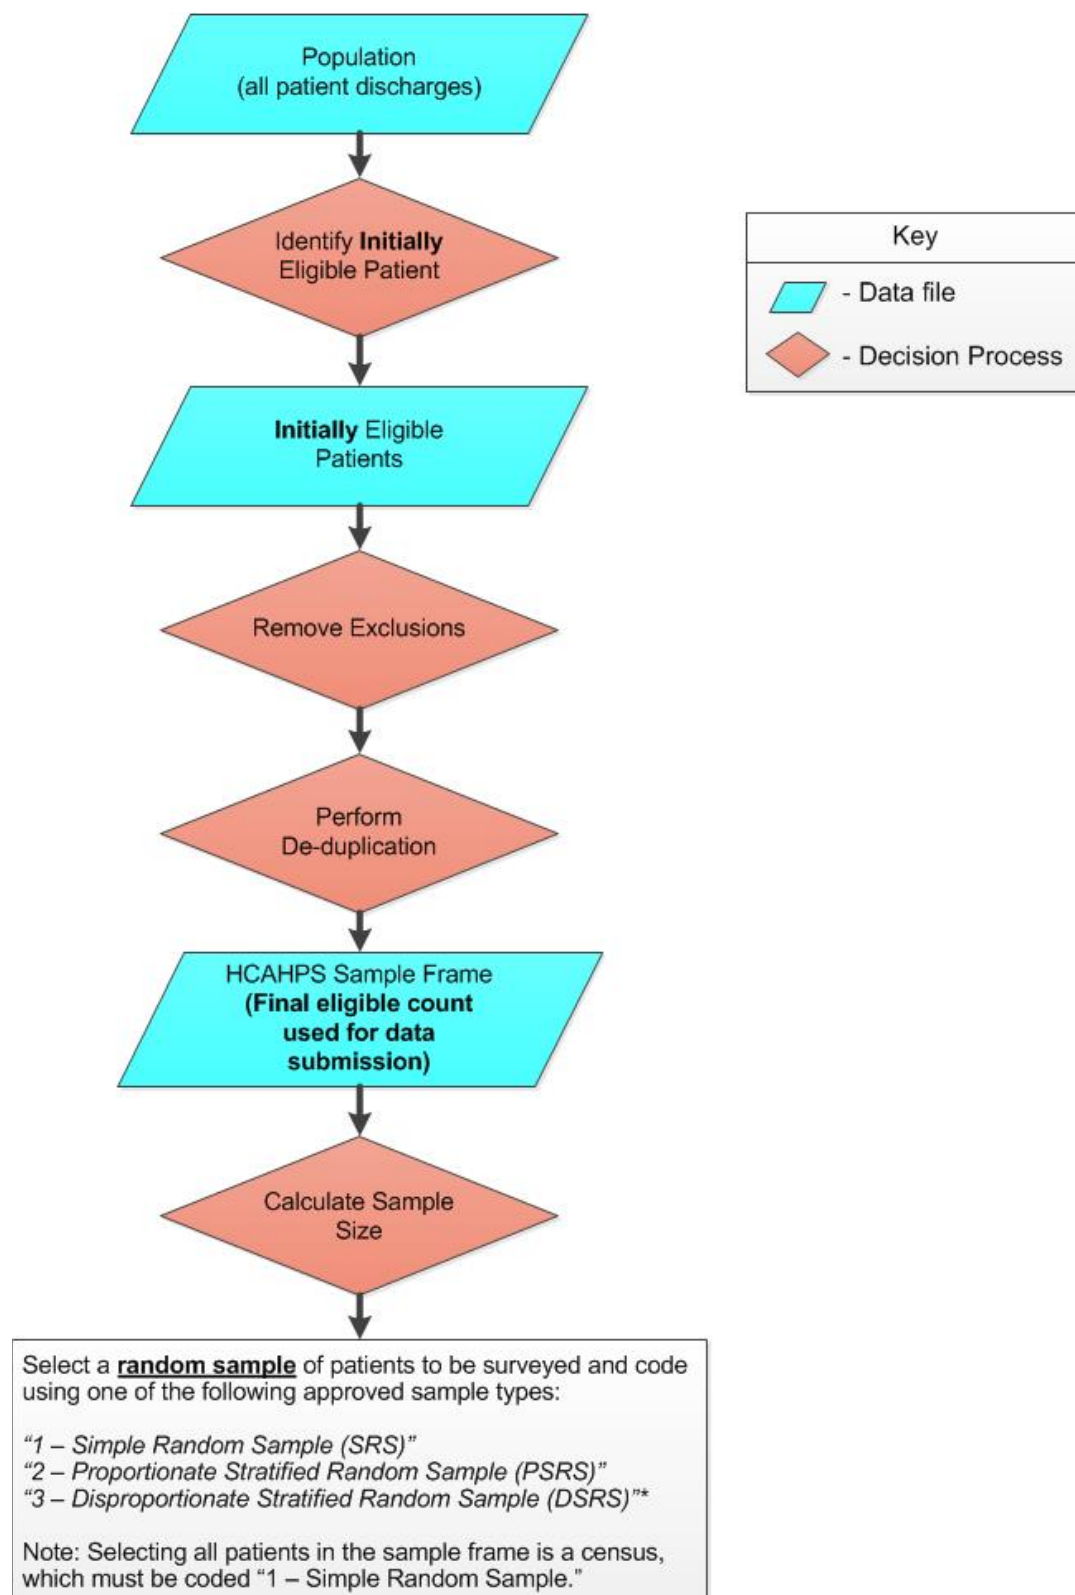 Population
(all patient discharges)
Identify Initially
Eligible Patient
Key
- Data file
- Decision Process
Initially Eligible
Patients
Remove Exclusions
Perform
De-duplication
HCAHPS Sample Frame
(Final eligible count
used for data
submission)
Calculate Sample
Size
Select a random sample of patients to be surveyed and code
using one of the following approved sample types:
“1 – Simple Random Sample (SRS)”
“2 – Proportionate Stratified Random Sample (PSRS)”
“3 – Disproportionate Stratified Random Sample (DSRS)”*
Note: Selecting all patients in the sample frame is a census,
which must be coded “1 – Simple Random Sample.”